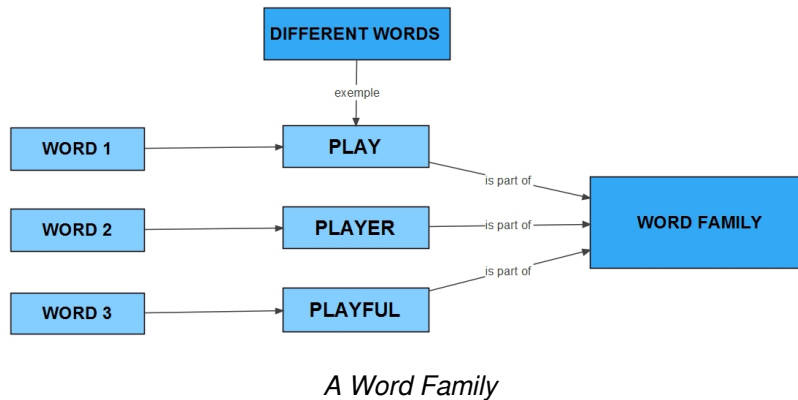 DIFFERENT WORDS
exemple
WORD 1
PLAY
is part of
WORD 2
PLAYER
is part of
WORD FAMILY
is part of
WORD 3
PLAYFUL
A Word Family